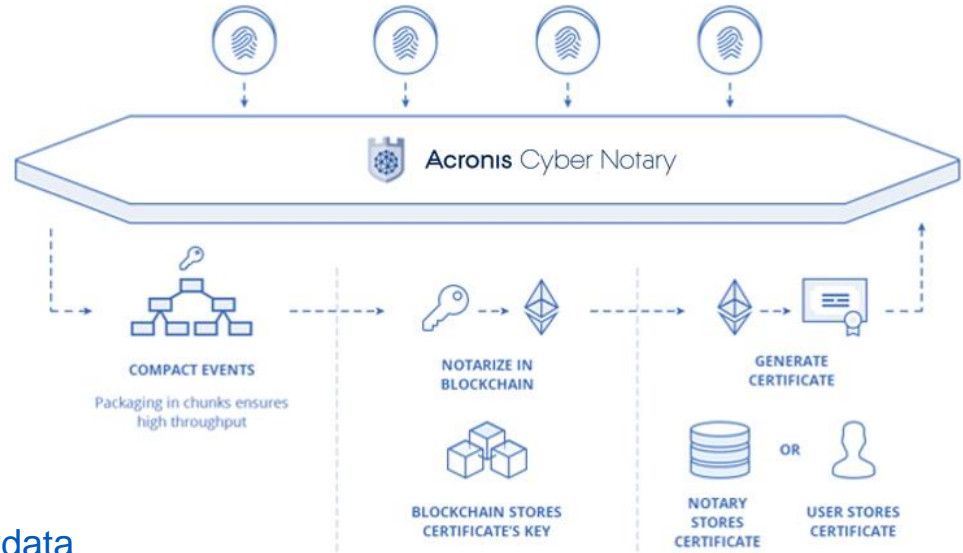 Acronis Cyber Notary
COMPACT EVENTS
Packaging in chunks ensures
high throughput
NOTARIZE IN
BLOCKCHAIN
BLOCKCHAIN STORES
CERTIFICATE'S KEY
GENERATE
CERTIFICATE
NOTARY
STORES
CERTIFICATE
OR
USER STORES
CERTIFICATE
data